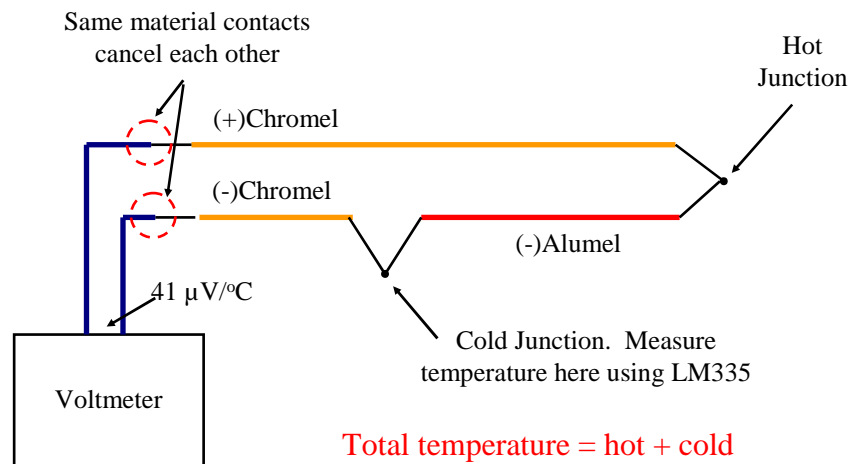 Same material contacts
cancel each other
Hot
Junction
(+)Chromel
(-)Chromel
(-)Alumel
41 µV/ᵒC
Cold Junction.  Measure
temperature here using LM335
Voltmeter
Total temperature = hot + cold